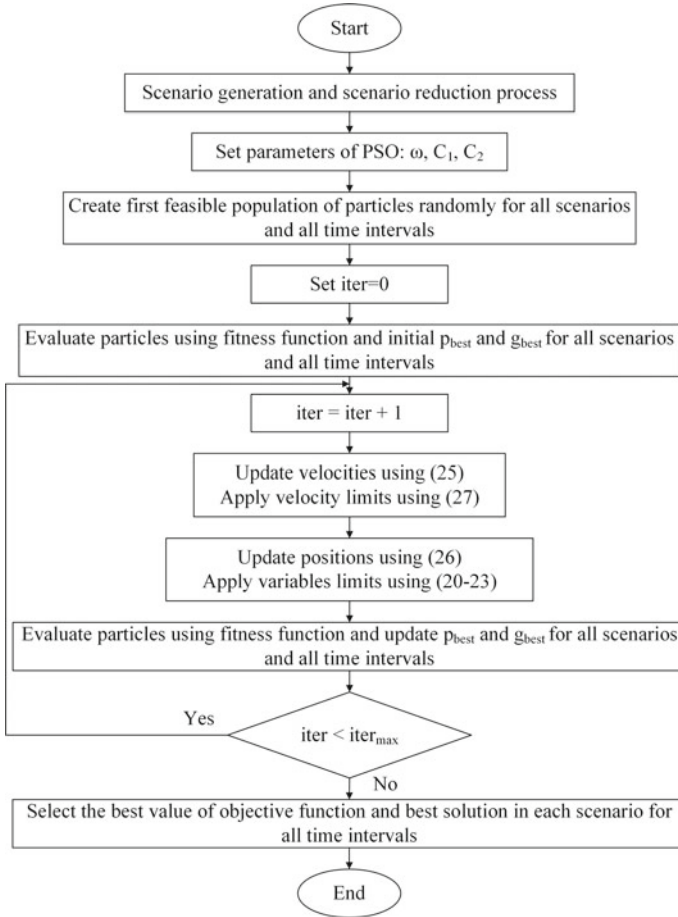 Start
Scenario generation and scenario reduction process
Set parameters of PSO: ω, C₁, C₂
Create first feasible population of particles randomly for all scenarios
and all time intervals
Set iter=0
Evaluate particles using fitness function and initial p_best and g_best for all scenarios
and all time intervals
iter = iter + 1
Update velocities using (25)
Apply velocity limits using (27)
Update positions using (26)
Apply variables limits using (20-23)
Evaluate particles using fitness function and update p_best and g_best for all scenarios
and all time intervals
Yes
iter < iter_max
No
Select the best value of objective function and best solution in each scenario for
all time intervals
End